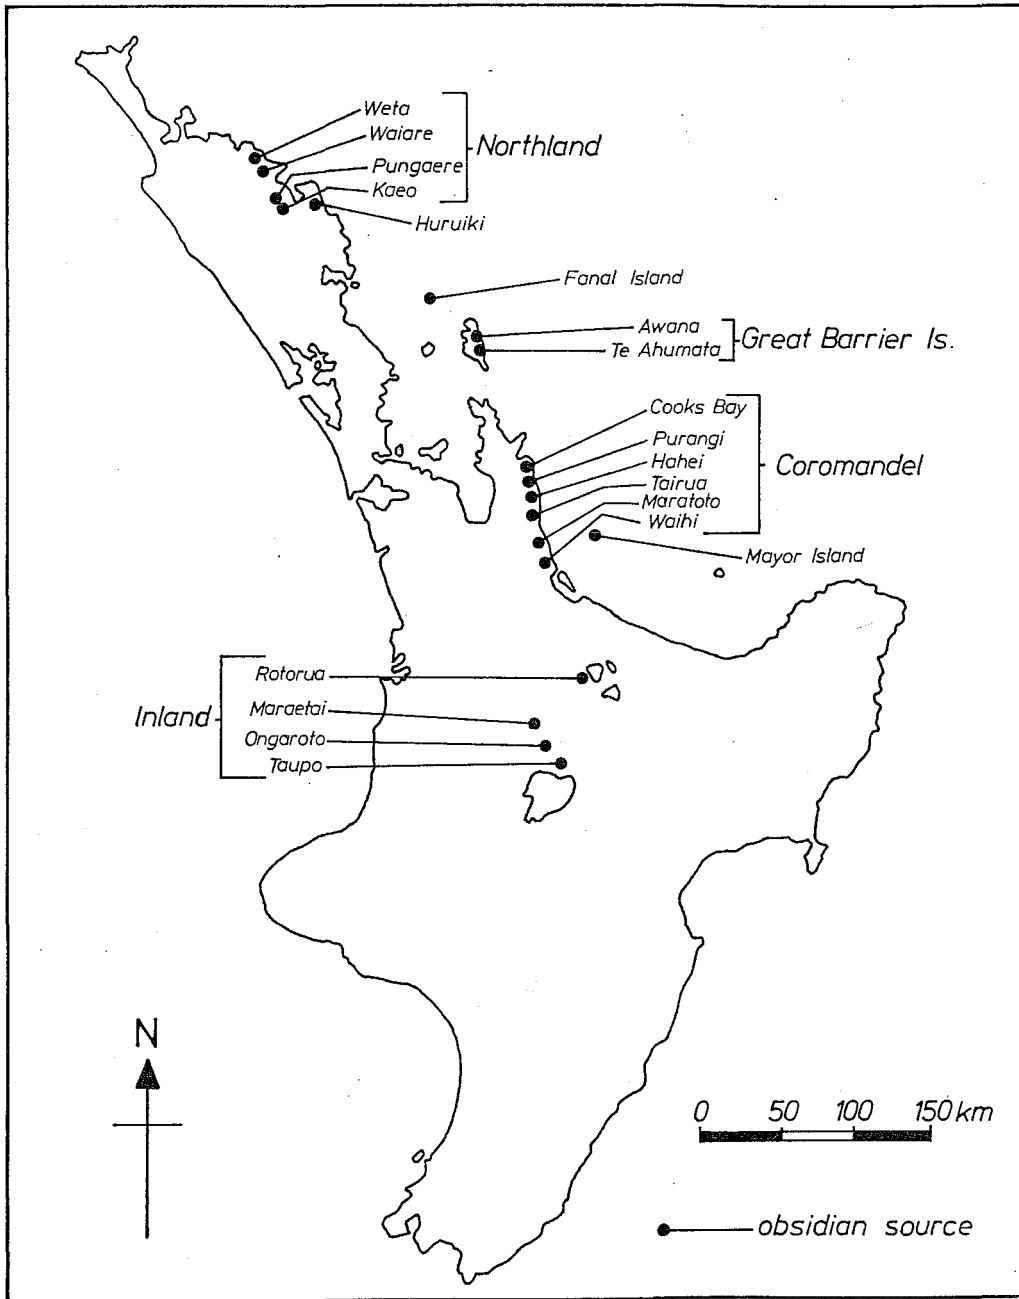 Weta
Waiare
Northland
Pungaere
Kaeo
Huruiki
Fanal Island
Awana
Great Barrier Is.
Te Ahumata
Cooks Bay
Purangi
Hahei
Coromandel
Tairua
Maratoto
Waihi
Mayor Island
Rotorua
Maraetai
Inland
Ongaroto
Taupo
N
0 50 100 150 km
obsidian source